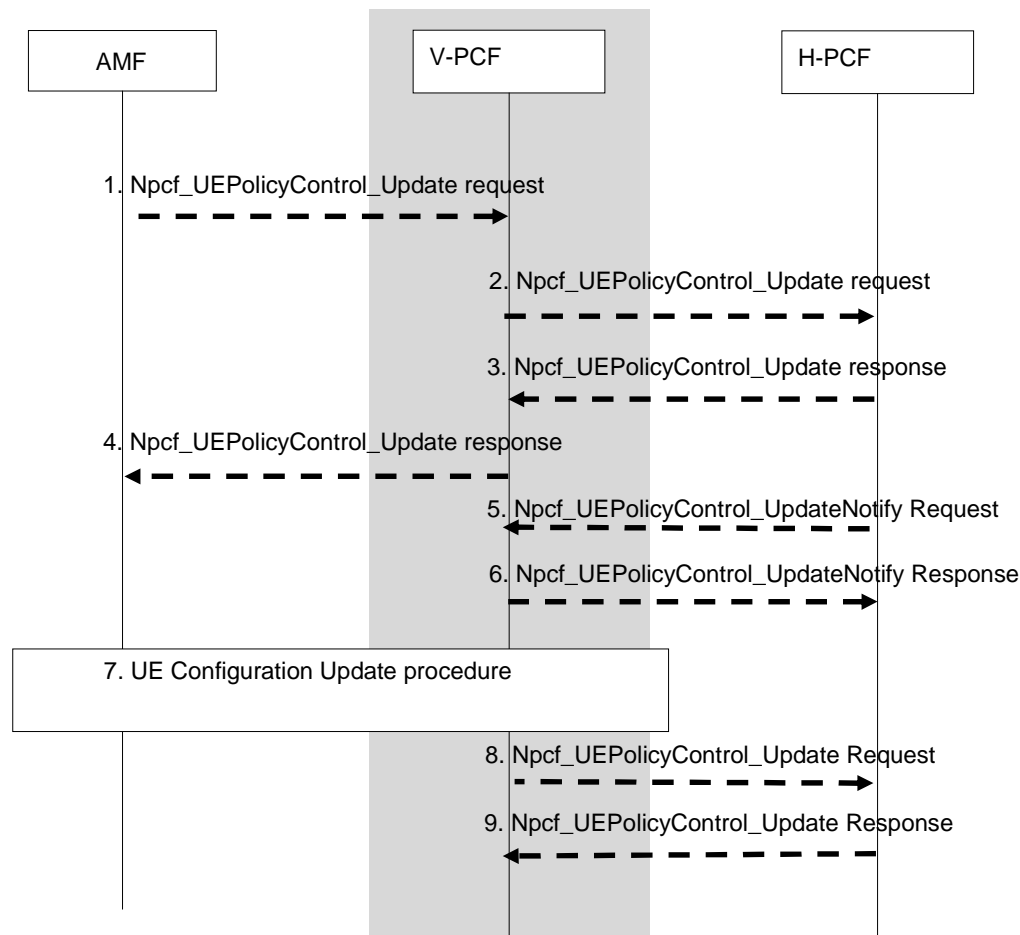 AMF
V-PCF
H-PCF
1. Npcf_UEPolicyControl_Update request
2. Npcf_UEPolicyControl_Update request
3. Npcf_UEPolicyControl_Update response
4. Npcf_UEPolicyControl_Update response
5. Npcf_UEPolicyControl_UpdateNotify Request
6. Npcf_UEPolicyControl_UpdateNotify Response
7. UE Configuration Update procedure
8. Npcf_UEPolicyControl_Update Request
9. Npcf_UEPolicyControl_Update Response